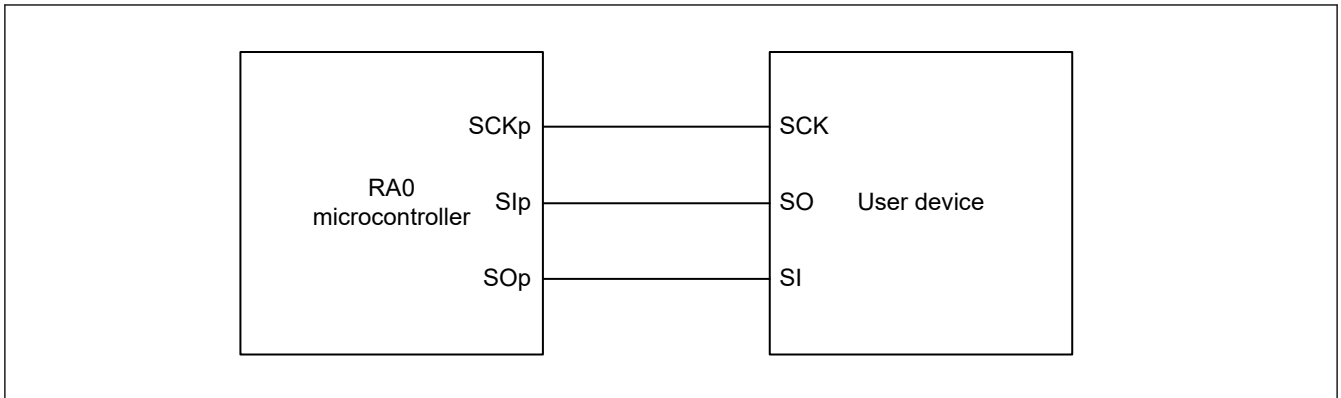 SCKp
SCK
RA0
microcontroller
SIp
SO
User device
SOp
SI